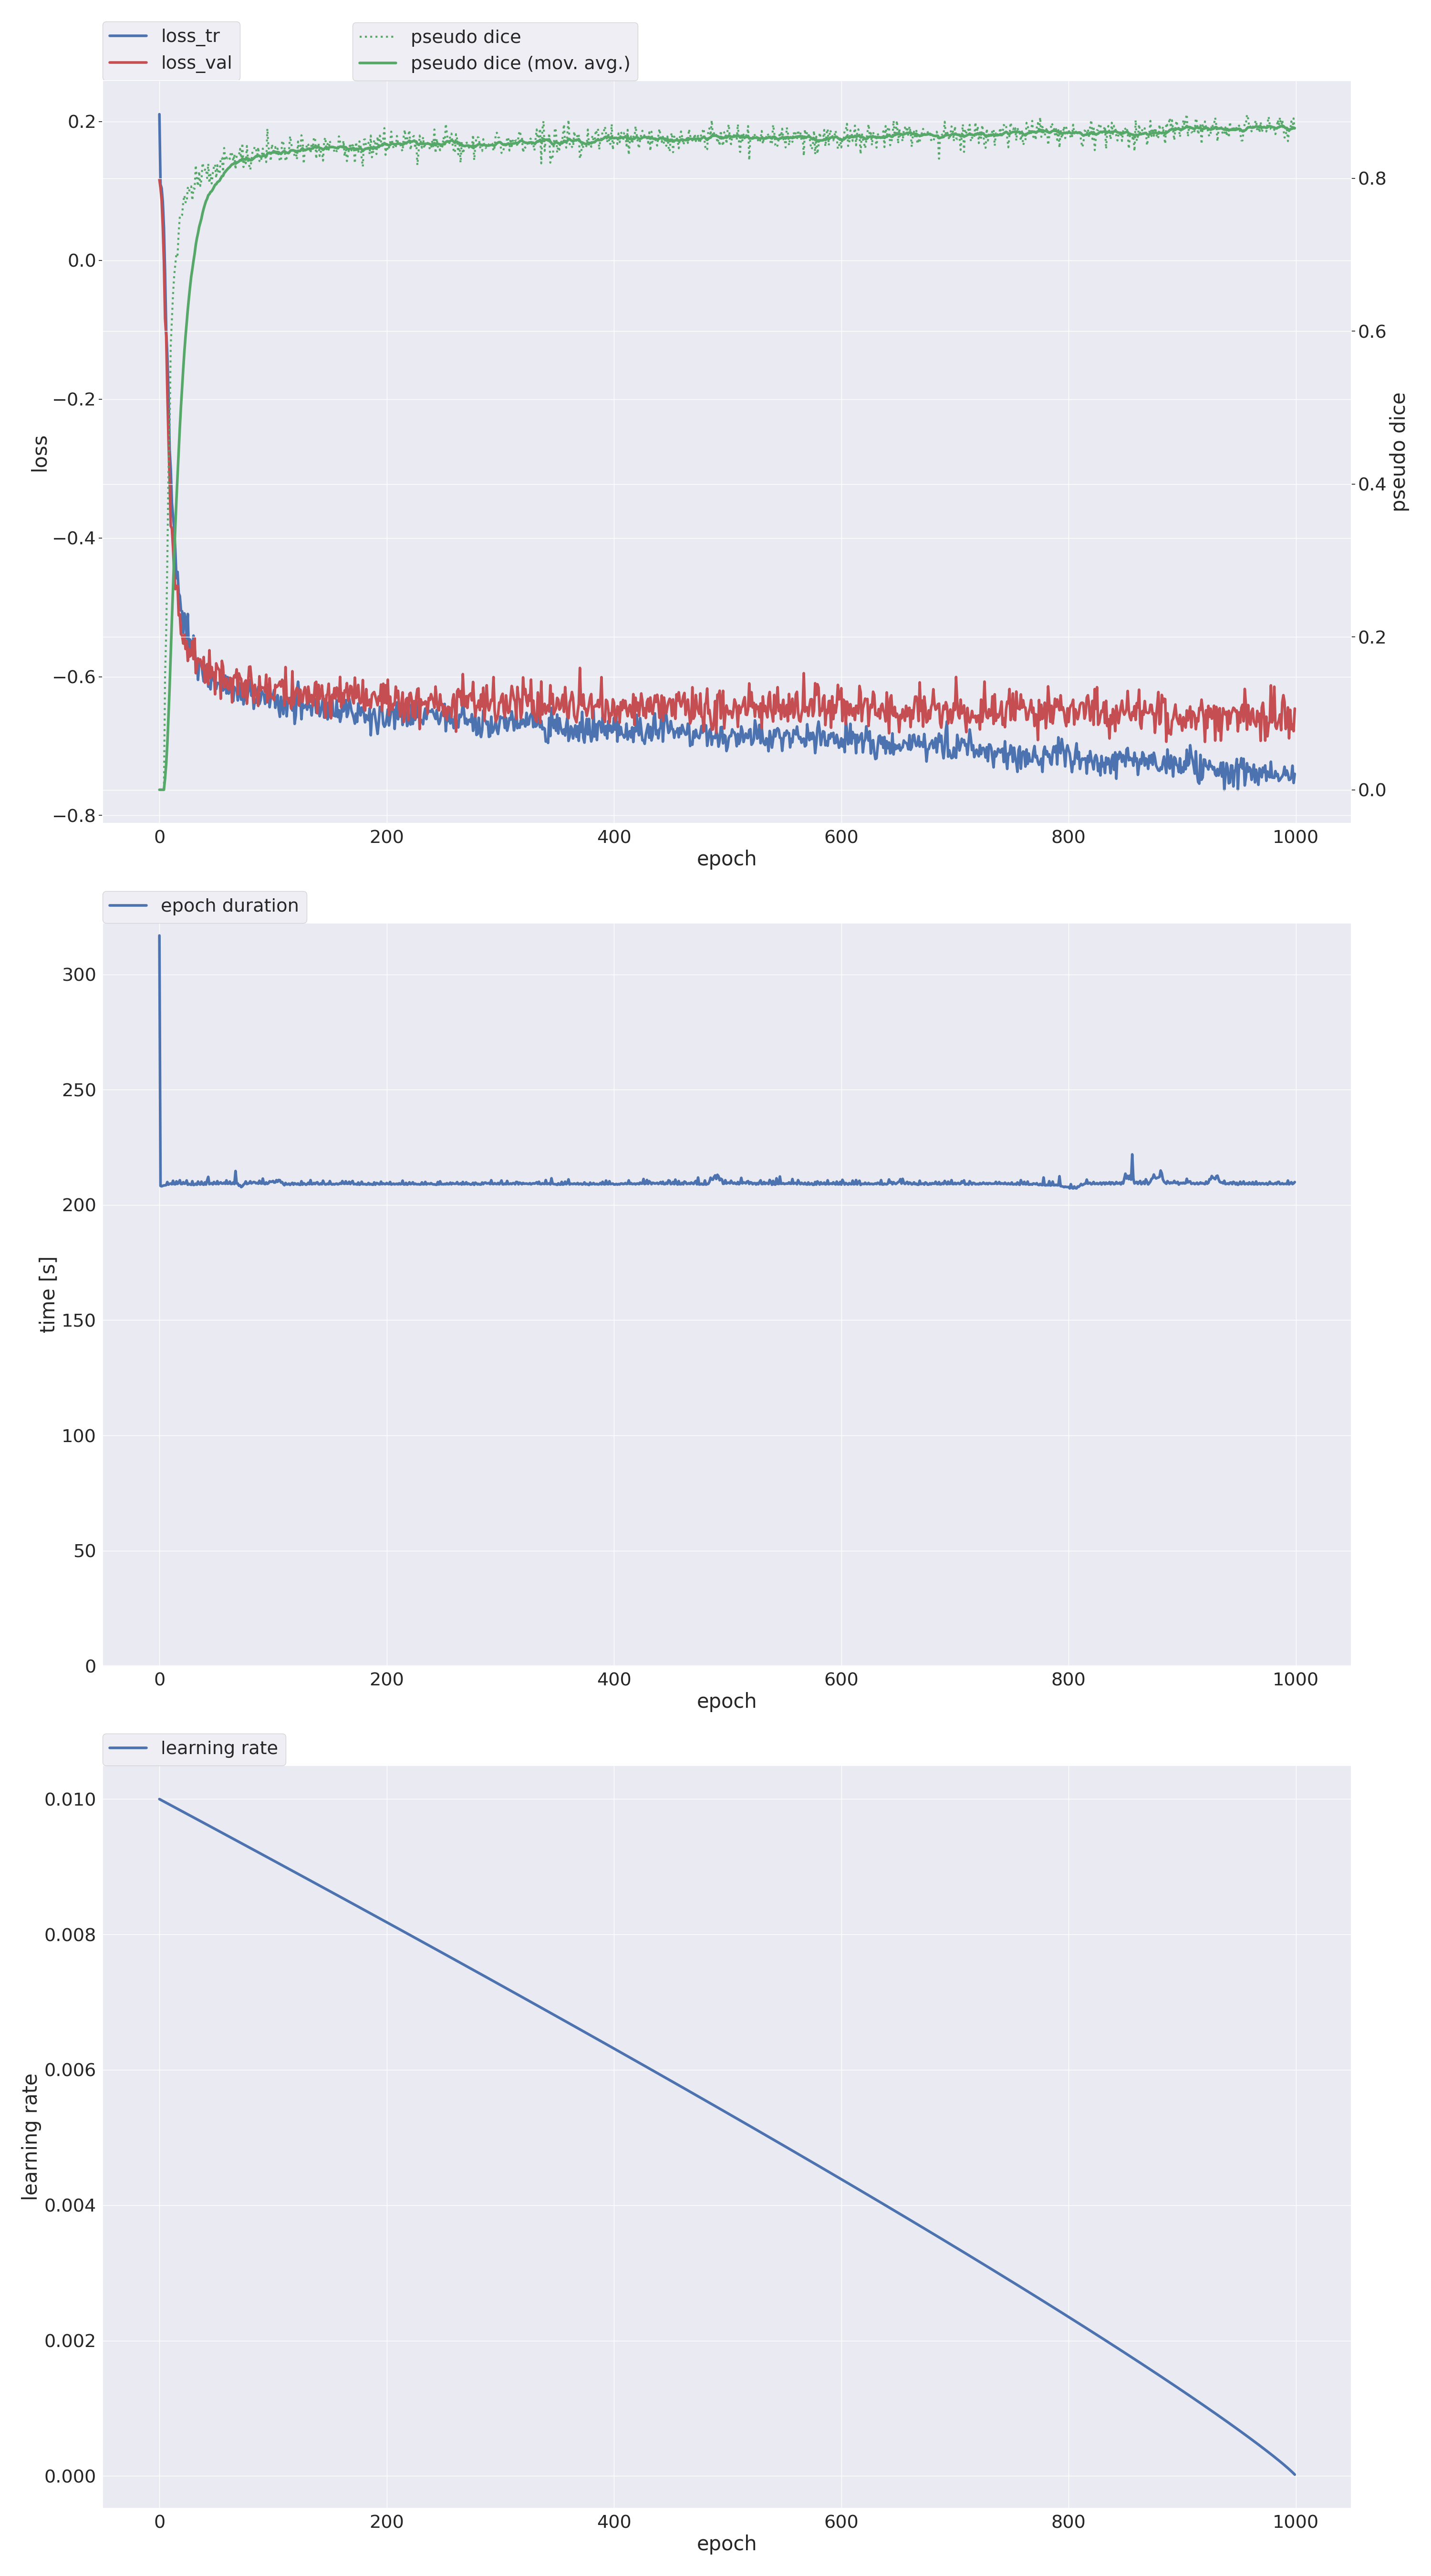 loss_tr
loss_val
pseudo dice
pseudo dice (mov. avg.)
0.2
0.0
−0.2
−0.4
−0.6
−0.8
loss
0.8
0.6
0.4
0.2
0.0
pseudo dice
0 200 400 600 800 1000
epoch
epoch duration
300
250
200
150
100
50
0
time [s]
0 200 400 600 800 1000
epoch
learning rate
0.010
0.008
0.006
0.004
0.002
0.000
learning rate
0 200 400 600 800 1000
epoch